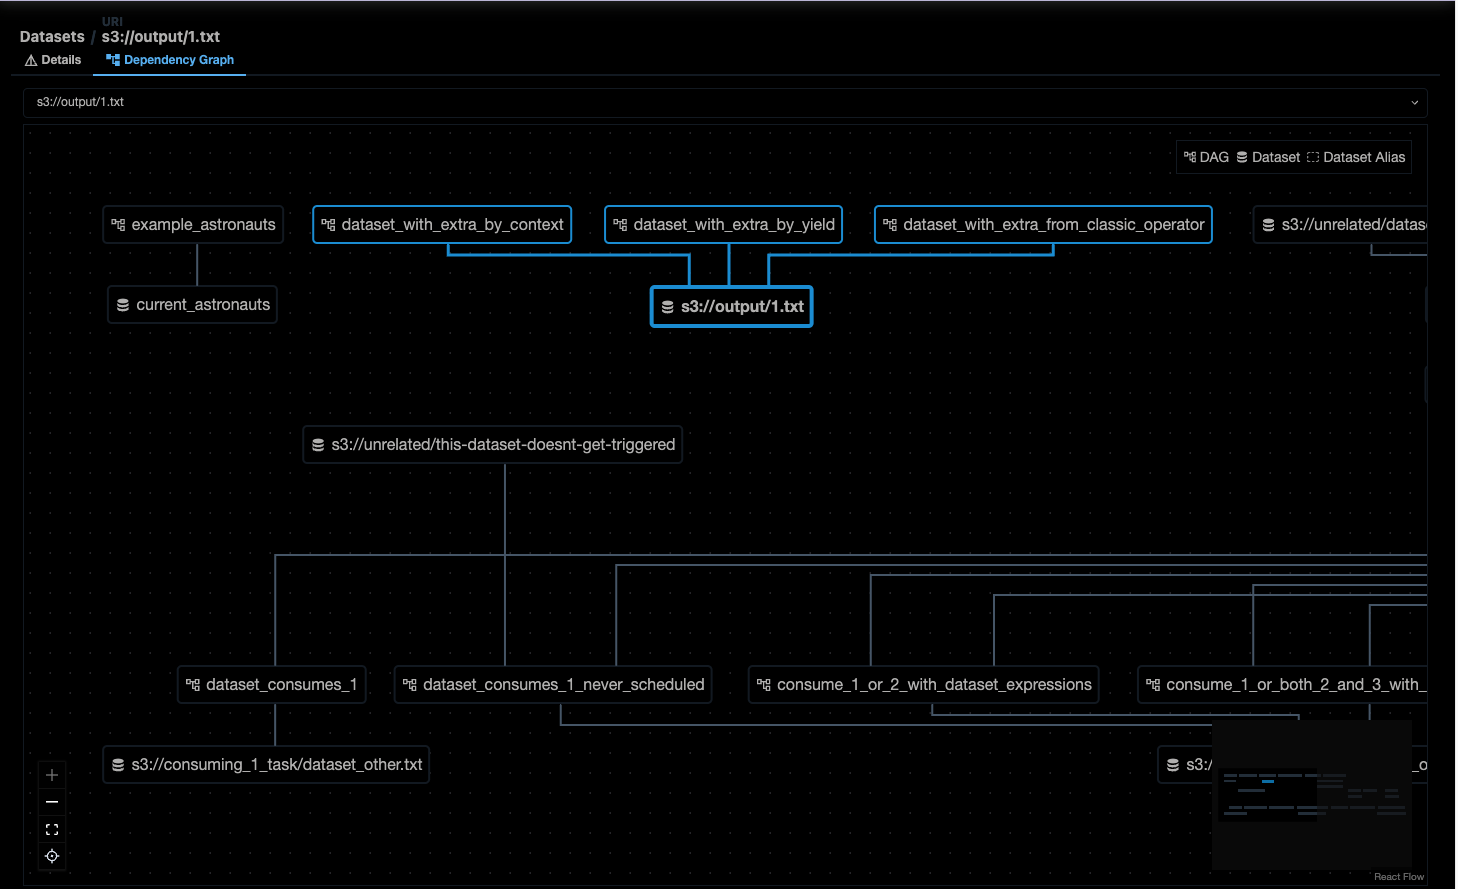 URI
Datasets / s3://output/1.txt
Details
Dependency Graph
s3://output/1.txt
DAG Dataset Dataset Alias
example_astronauts
dataset_with_extra_by_context
dataset_with_extra_by_yield
dataset_with_extra_from_classic_operator
s3://unrelated/datas
current_astronauts
s3://output/1.txt
s3://unrelated/this-dataset-doesnt-get-triggered
dataset_consumes_1
dataset_consumes_1_never_scheduled
consume_1_or_2_with_dataset_expressions
consume_1_or_both_2_and_3_with_
s3://consuming_1_task/dataset_other.txt
s3:/
_o
React Flow